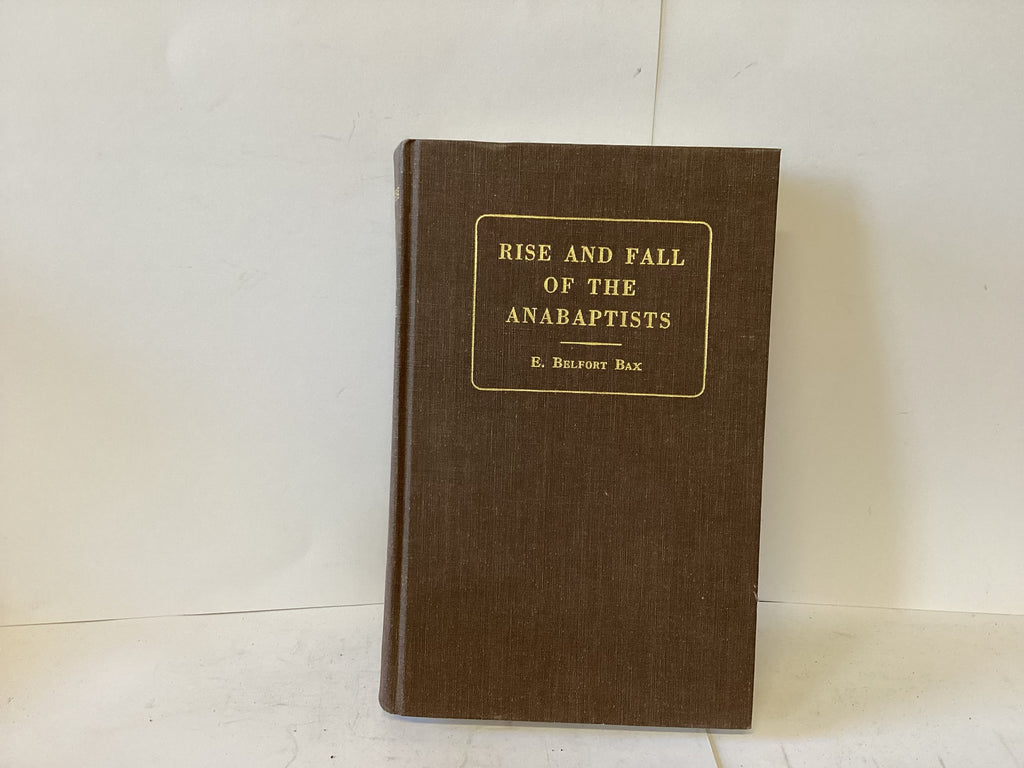 RISE AND FALL
OF THE
ANABAPTISTS
E. BELFORT BAX